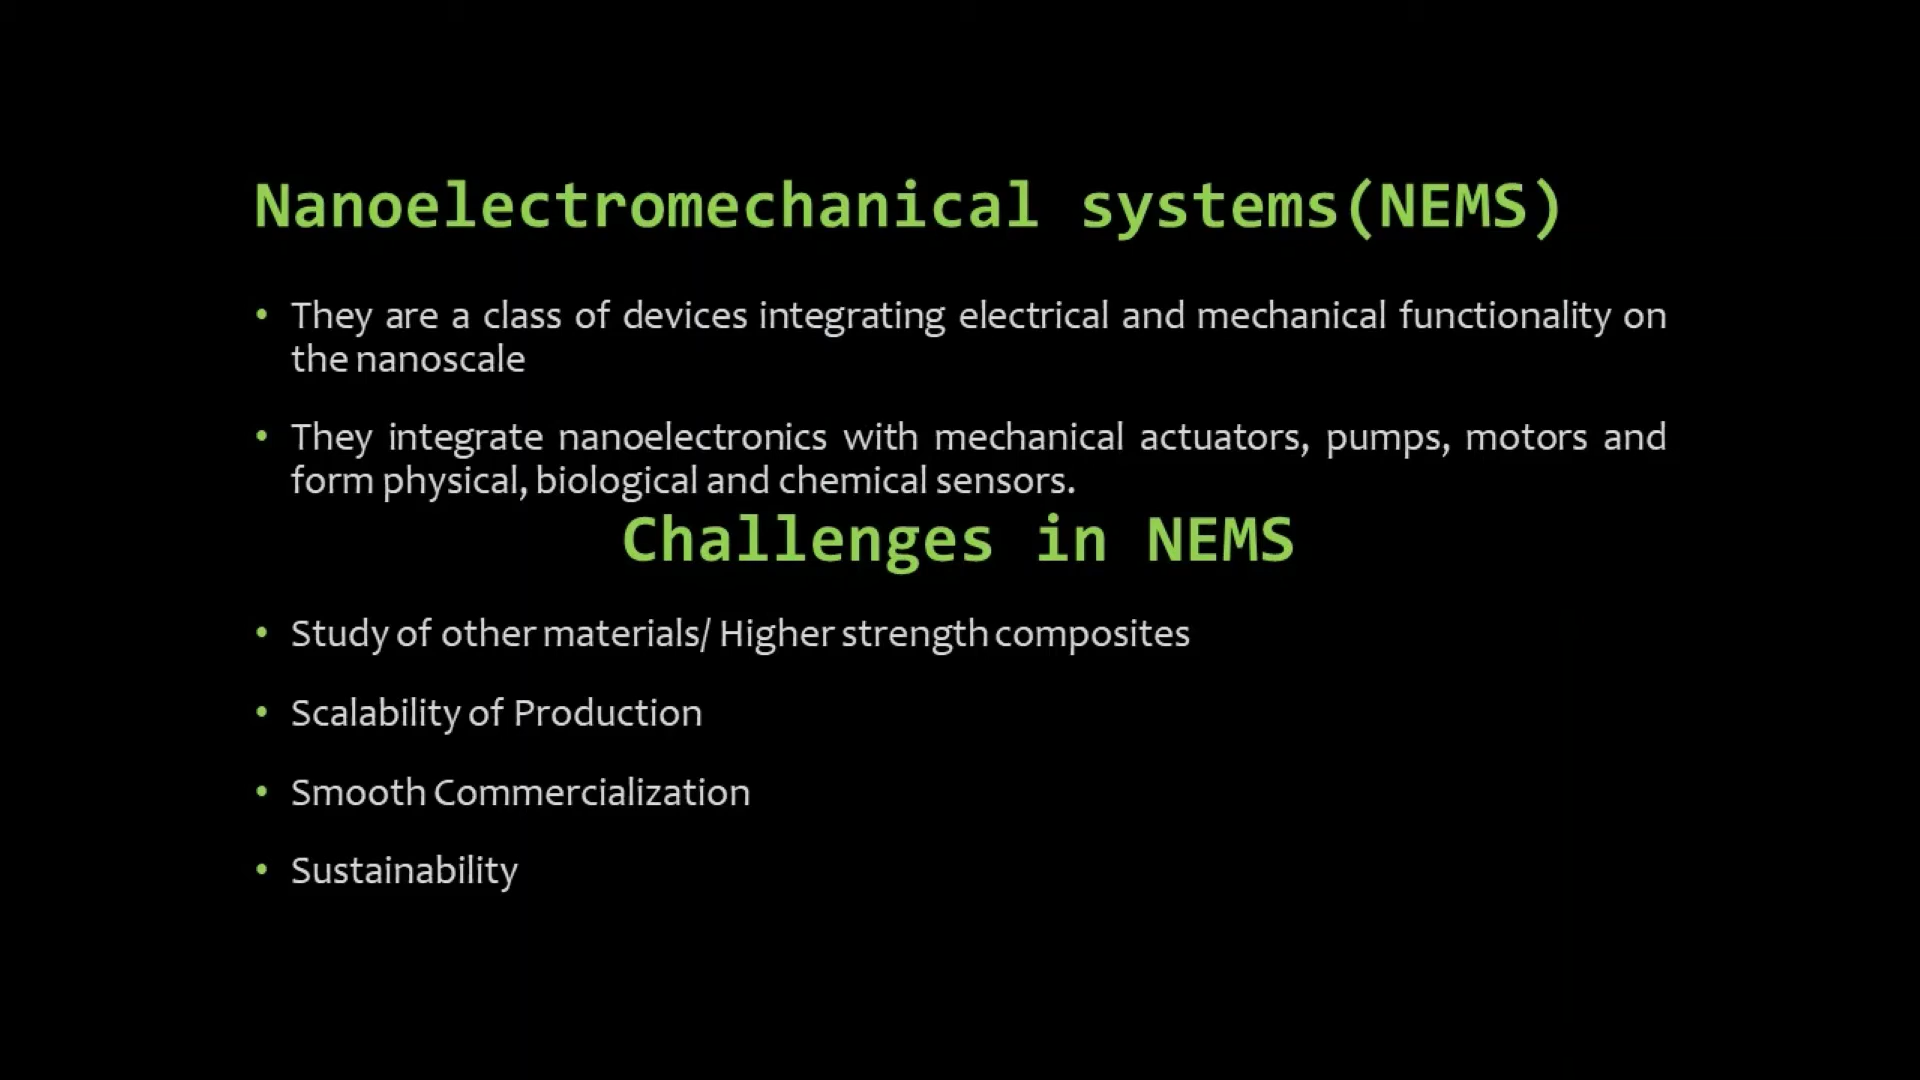 Nanoelectromechanical systems(NEMS)
• They are a class of devices integrating electrical and mechanical functionality on
the nanoscale
• They integrate nanoelectronics with mechanical actuators, pumps, motors and
form physical, biological and chemical sensors.
Challenges in NEMS
• Study of other materials/ Higher strength composites
• Scalability of Production
• Smooth Commercialization
• Sustainability